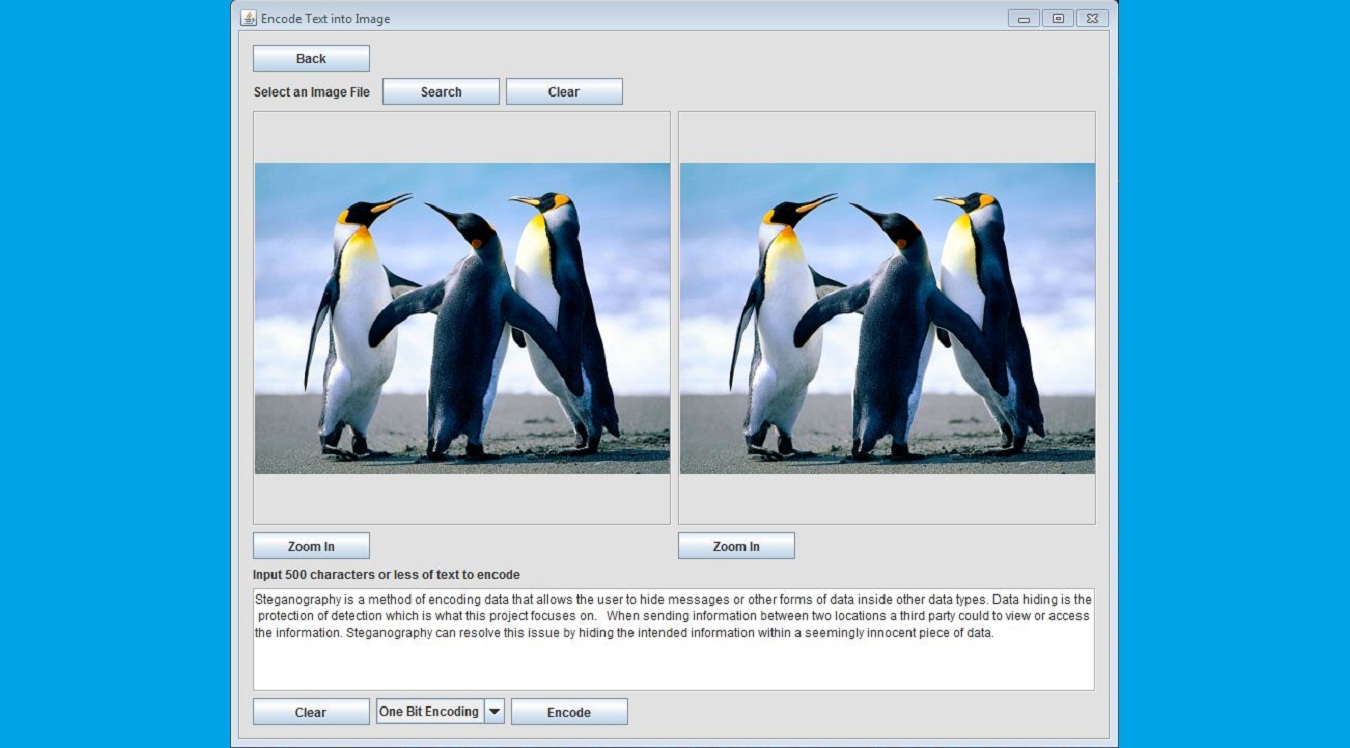 Encode Text into Image
Back
Select an Image File Search Clear
Zoom In Zoom In
Input 500 characters or less of text to encode
Steganography is a method of encoding data that allows the user to hide messages or other forms of data inside other data types. Data hiding is the
protection of detection which is what this project focuses on. When sending information between two locations a third party could to view or access
the information. Steganography can resolve this issue by hiding the intended information within a seemingly innocent piece of data.
Clear One Bit Encoding Encode